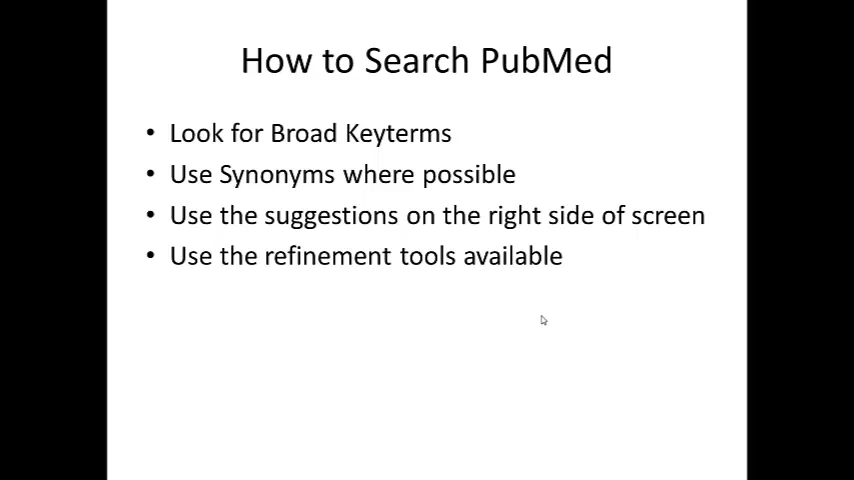 How to Search PubMed
• Look for Broad Keyterms
• Use Synonyms where possible
• Use the suggestions on the right side of screen
• Use the refinement tools available